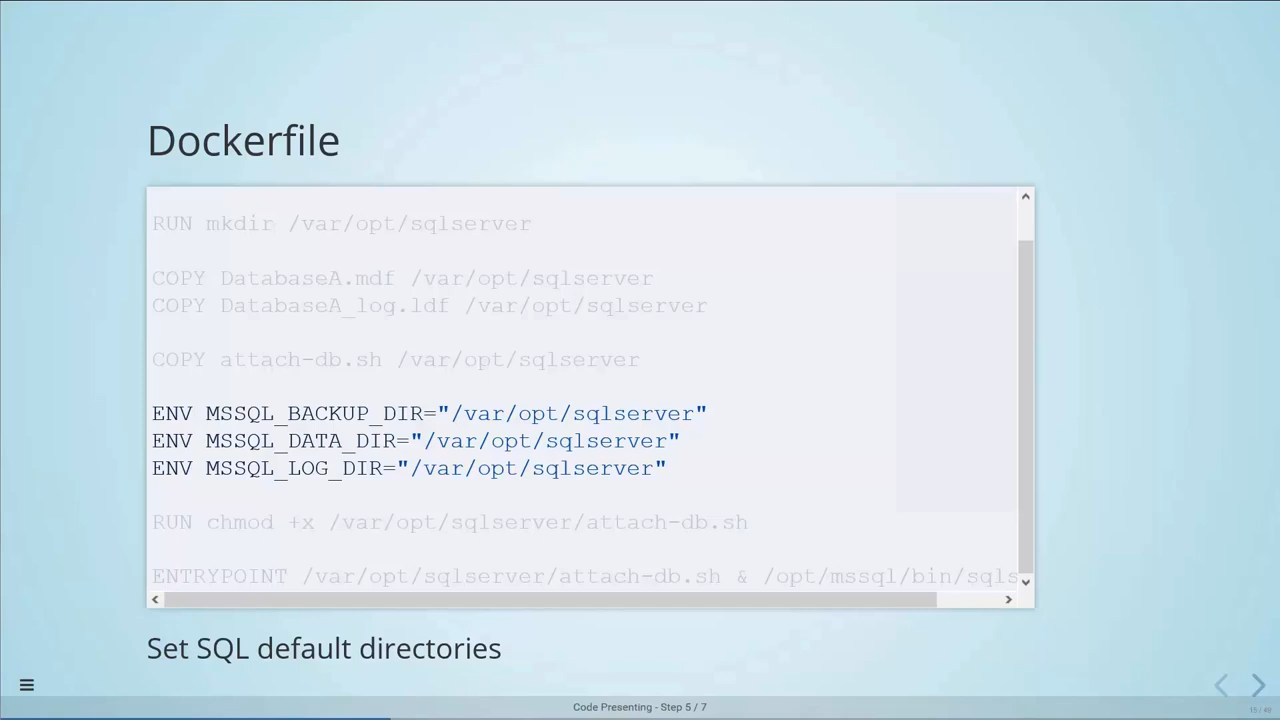 Dockerfile
RUN mkdir /var/opt/sqlserver
COPY DatabaseA.mdf /var/opt/sqlserver
COPY DatabaseA_log.ldf /var/opt/sqlserver
COPY attach-db.sh /var/opt/sqlserver
ENV MSSQL_BACKUP_DIR="/var/opt/sqlserver"
ENV MSSQL_DATA_DIR="/var/opt/sqlserver"
ENV MSSQL_LOG_DIR="/var/opt/sqlserver"
RUN chmod +x /var/opt/sqlserver/attach-db.sh
ENTRYPOINT /var/opt/sqlserver/attach-db.sh & /opt/mssql/bin/sqls
Set SQL default directories
Code Presenting - Step 5 / 7